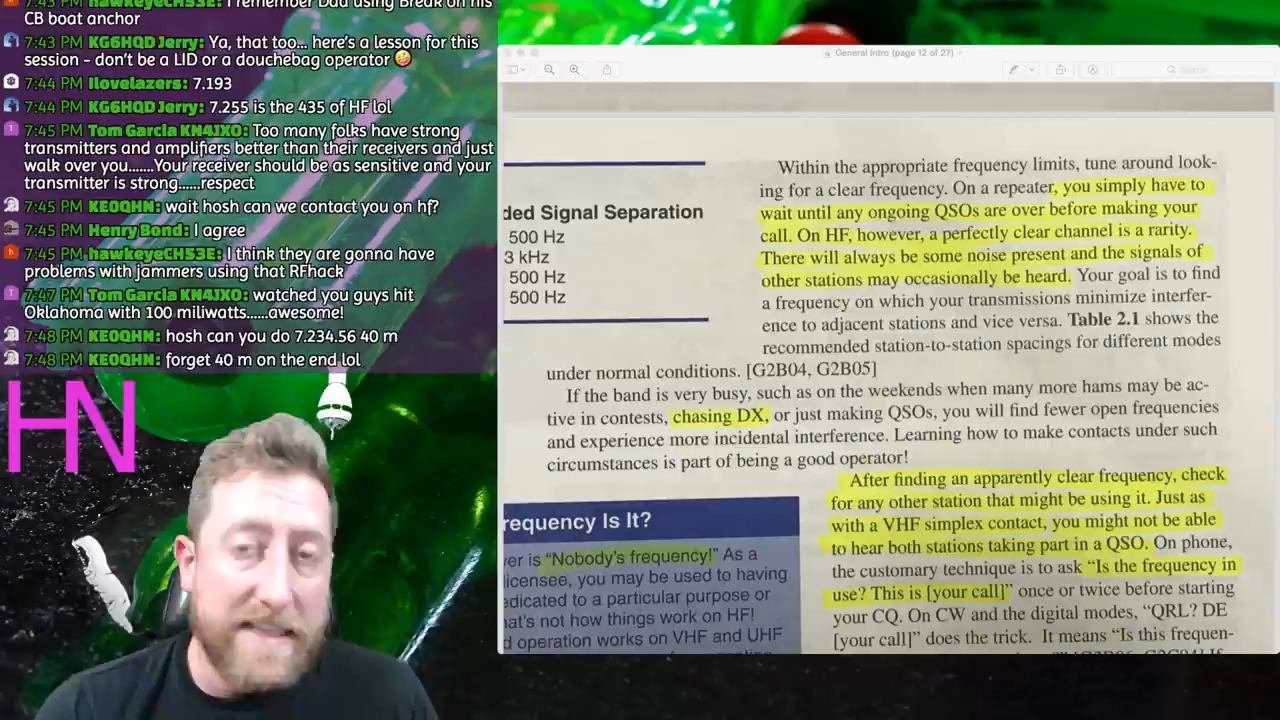 7:43 PM hawkeyeCH53E: I remember Dad using Break on his
CB boat anchor
7:43 PM KG6HQD Jerry: Ya, that too... here's a lesson for this
session - don't be a LID or a douchebag operator🤪
7:44 PM Ilovelazers: 7.193
7:44 PM KG6HQD Jerry: 7.255 is the 435 of HF lol
7:45 PM Tom Garcia KN4JXO: Too many folks have strong
transmitters and amplifiers better than their receivers and just
walk over you.......Your receiver should be as sensitive and your
transmitter is strong......respect
7:45 PM KE0QHN: wait hosh can we contact you on hf?
7:45 PM Henry Bond: I agree
7:45 PM hawkeyeCH53E: I think they are gonna have
problems with jammers using that RFhack
7:47 PM Tom Garcia KN4JXO: watched you guys hit
Oklahoma with 100 miliwatts......awesome!
7:48 PM KE0QHN: hosh can you do 7.234.56 40 m
7:48 PM KE0QHN: forget 40 m on the end lol
HN
General Intro (page 12 of 27)
Search
ded Signal Separation
500 Hz
3 kHz
500 Hz
500 Hz
Within the appropriate frequency limits, tune around look-
ing for a clear frequency. On a repeater, you simply have to
wait until any ongoing QSOs are over before making your
call. On HF, however, a perfectly clear channel is a rarity.
There will always be some noise present and the signals of
other stations may occasionally be heard. Your goal is to find
a frequency on which your transmissions minimize interfer-
ence to adjacent stations and vice versa. Table 2.1 shows the
recommended station-to-station spacings for different modes
under normal conditions. [G2B04, G2B05]
If the band is very busy, such as on the weekends when many more hams may be ac-
tive in contests, chasing DX, or just making QSOs, you will find fewer open frequencies
and experience more incidental interference. Learning how to make contacts under such
circumstances is part of being a good operator!
requency Is It?
ver is “Nobody's frequency!” As a
licensee, you may be used to having
edicated to a particular purpose or
hat's not how things work on HF!
d operation works on VHF and UHF
After finding an apparently clear frequency, check
for any other station that might be using it. Just as
with a VHF simplex contact, you might not be able
to hear both stations taking part in a QSO. On phone,
the customary technique is to ask “Is the frequency in
use? This is [your call]” once or twice before starting
your CQ. On CW and the digital modes, “QRL? DE
[your call]” does the trick. It means “Is this frequen-